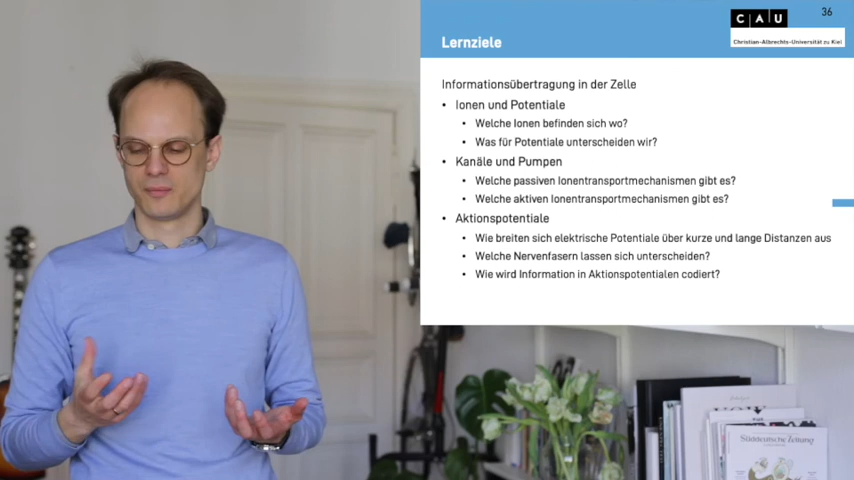 36
C|A|U
Christian-Albrechts-Universität zu Kiel
Lernziele
Informationsübertragung in der Zelle
• Ionen und Potentiale
• Welche Ionen befinden sich wo?
• Was für Potentiale unterscheiden wir?
• Kanäle und Pumpen
• Welche passiven Ionentransportmechanismen gibt es?
• Welche aktiven Ionentransportmechanismen gibt es?
• Aktionspotentiale
• Wie breiten sich elektrische Potentiale über kurze und lange Distanzen aus
• Welche Nervenfasern lassen sich unterscheiden?
• Wie wird Information in Aktionspotentialen codiert?
Süddeutsche Zeitung